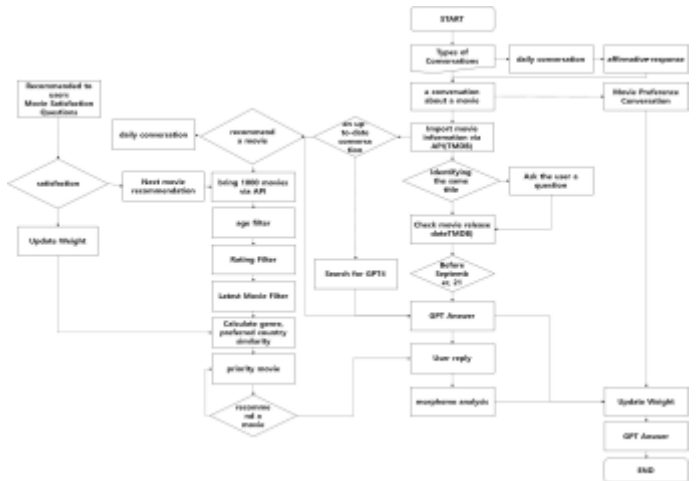 START
Types of
Conversations
daily conversation
affirmative response
Recommended to
users
Movie Satisfaction
Questions
a conversation
about a movie
Movie Preference
Conversation
daily conversation
recommend
a movie
an up
to-date
conversa
tion
Import movie
information via
API(TMDB)
satisfaction
Next movie
recommendation
bring 1000 movies
via API
Identifying
the same
title
Ask the user a
question
age filter
Check movie release
date(TMDB)
Update Weight
Rating Filter
Before
Septemb
er, 21
Search for GPT4
Latest Movie Filter
Calculate genre,
preferred country
similarity
GPT Answer
priority movie
User reply
recomme
nd a
movie
morpheme analysis
Update Weight
GPT Answer
END